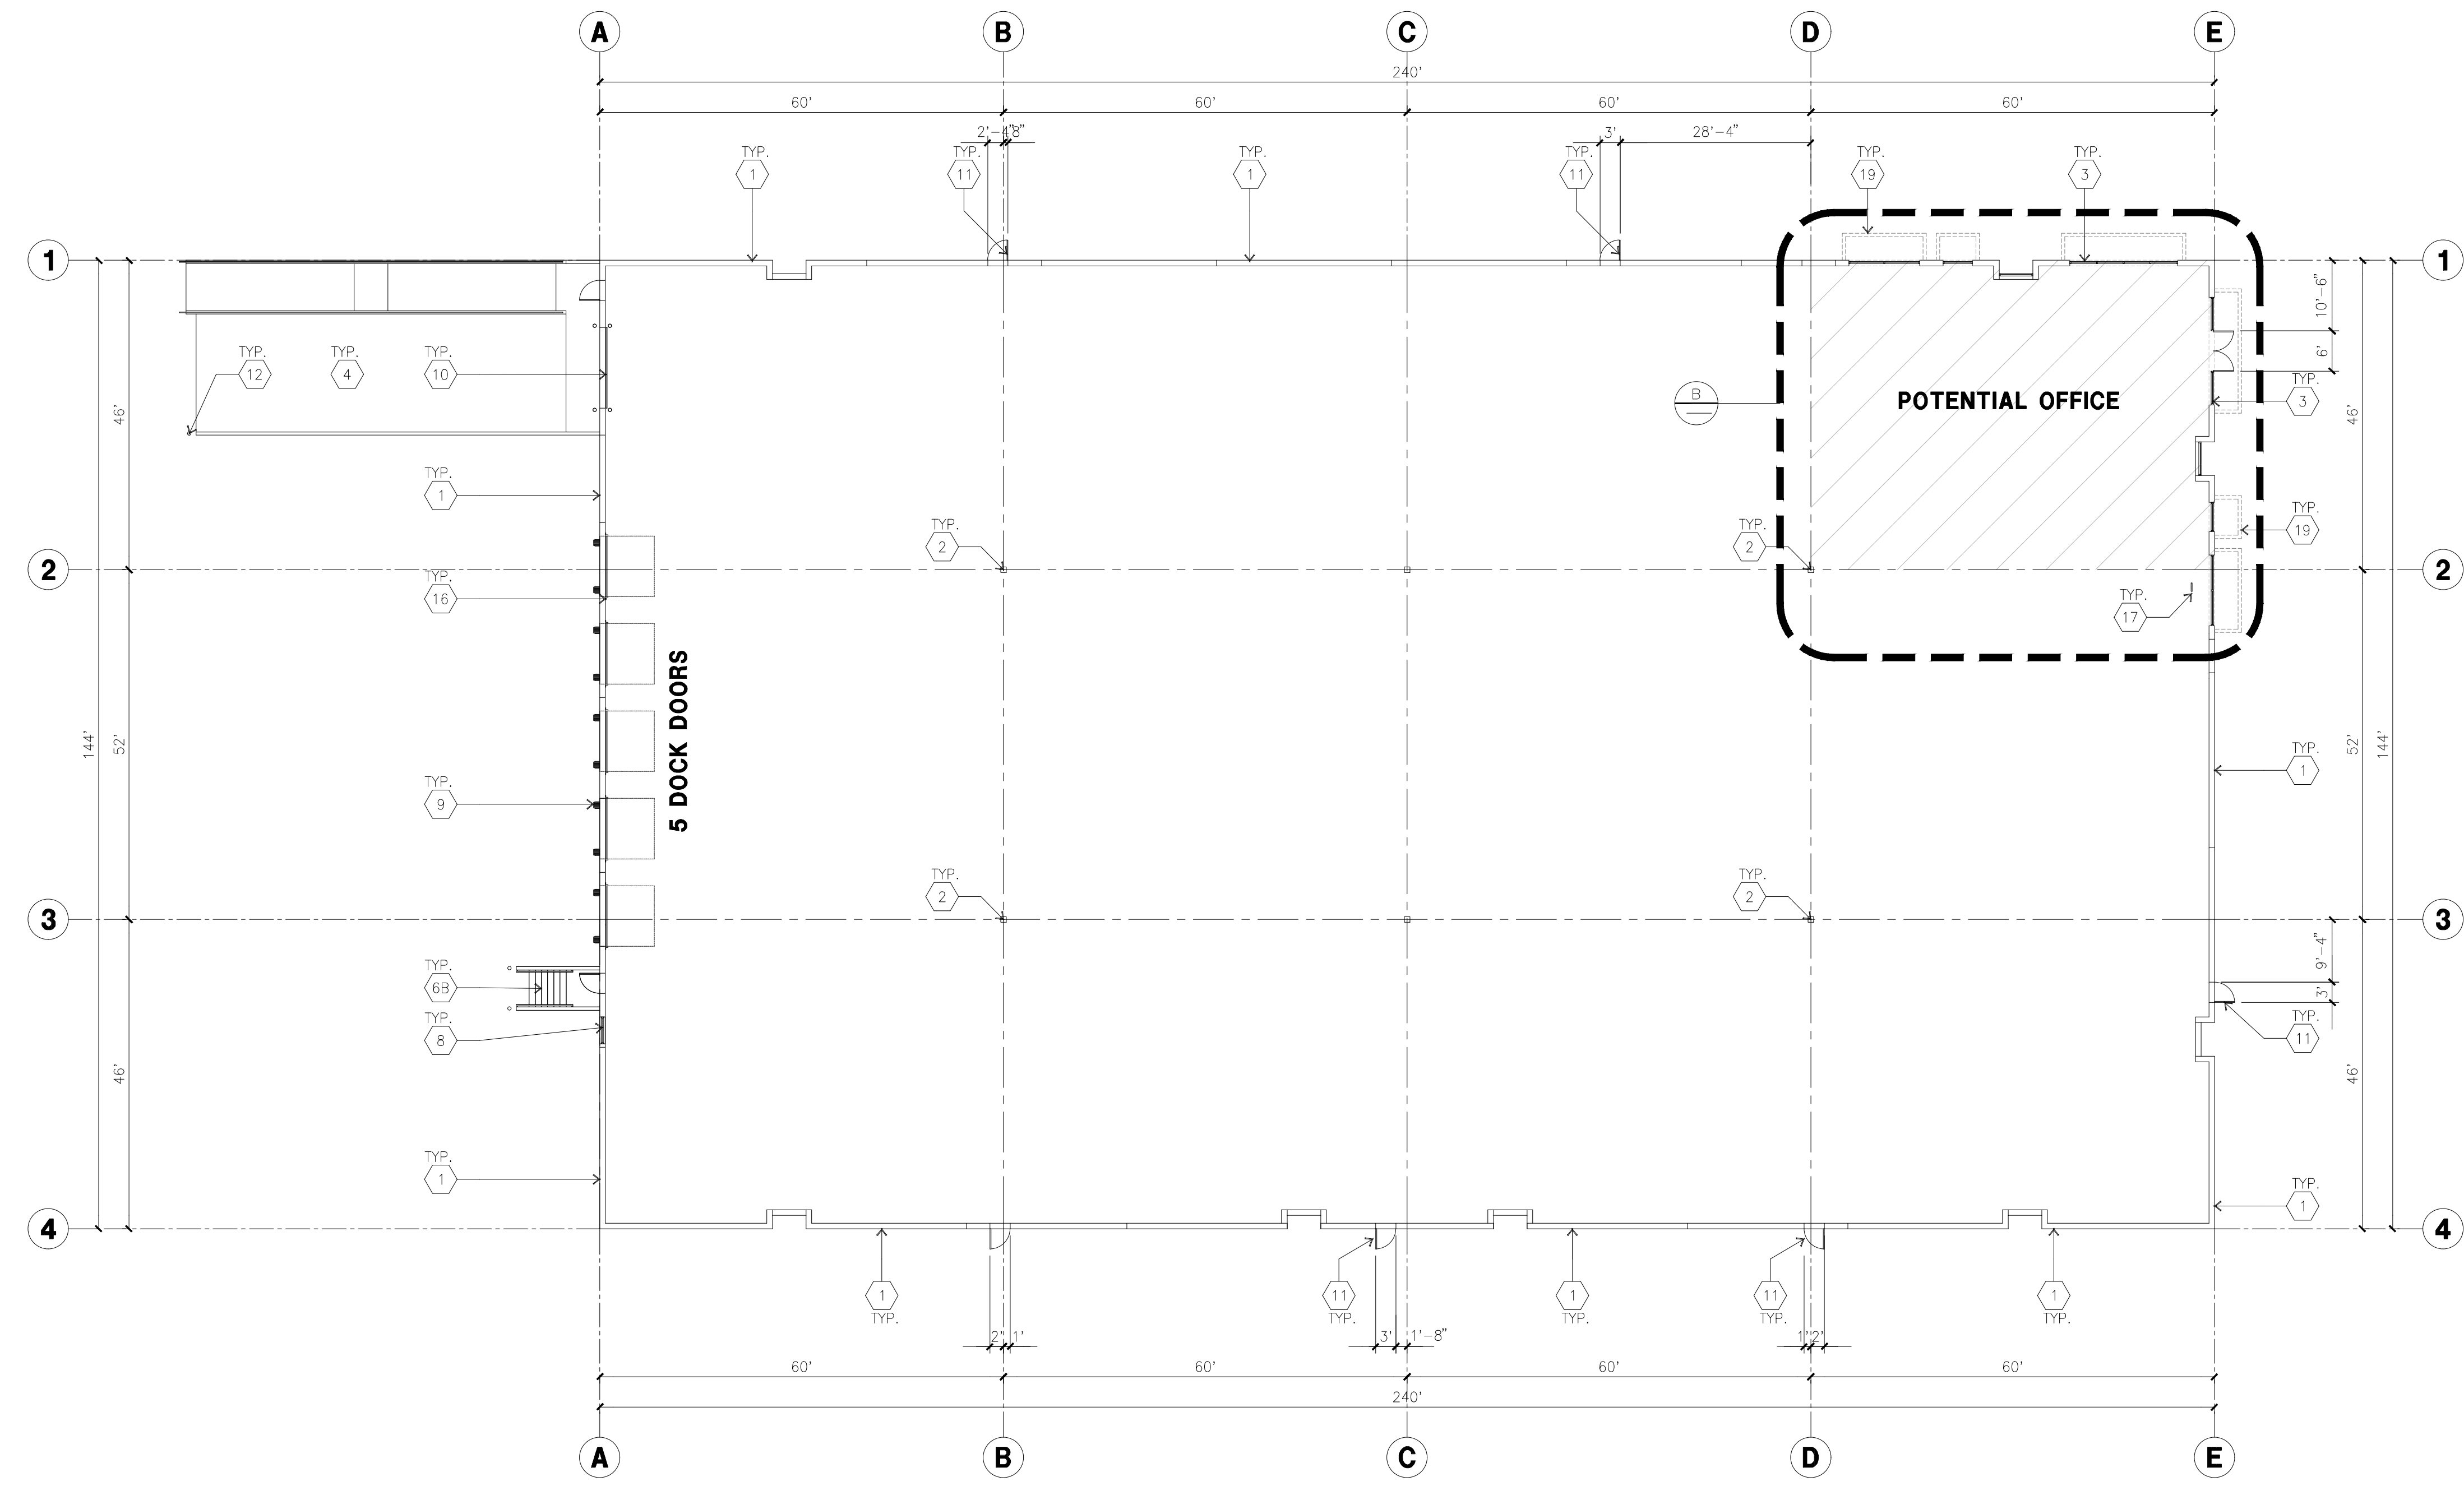 A B C D E
240'
60' 60' 60' 60'
2'-4" 8" 3' 28'-4"
TYP. TYP. TYP. TYP. TYP. TYP.
1 11 1 11 19 3
1 1
10'-6"
6'
TYP. TYP. TYP.
12 4 10
TYP.
3
B
POTENTIAL OFFICE
46' 46'
TYP.
1
TYP.
19
TYP. TYP.
2 2
2 2
TYP.
16
TYP.
17
5 DOCK DOORS
144' 52' 52' 144'
TYP.
1
TYP.
9
TYP. TYP.
2 2
3 3
9'-4"
3'
TYP.
6B
TYP.
8
TYP.
11
46' 46'
TYP.
1
TYP.
1
4 4
1 11 1 11 1
TYP. TYP. TYP. TYP. TYP.
2' 1' 3' 1'-8" 1' 2'
60' 60' 60' 60'
240'
A B C D E